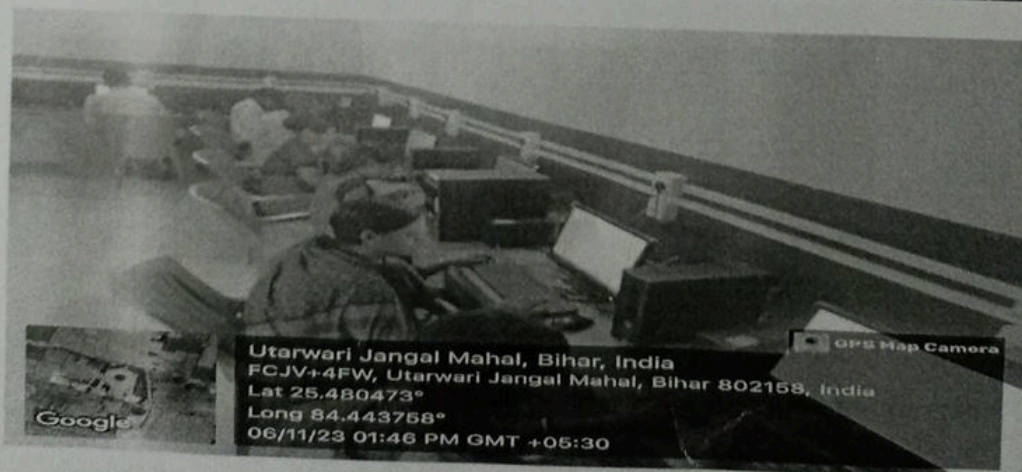 GPS Map Camera
Utarwari Jangal Mahal, Bihar, India
FCJV+4FW, Utarwari Jangal Mahal, Bihar 802158, India
Lat 25.480473°
Long 84.443758°
06/11/23 01:46 PM GMT +05:30
Google